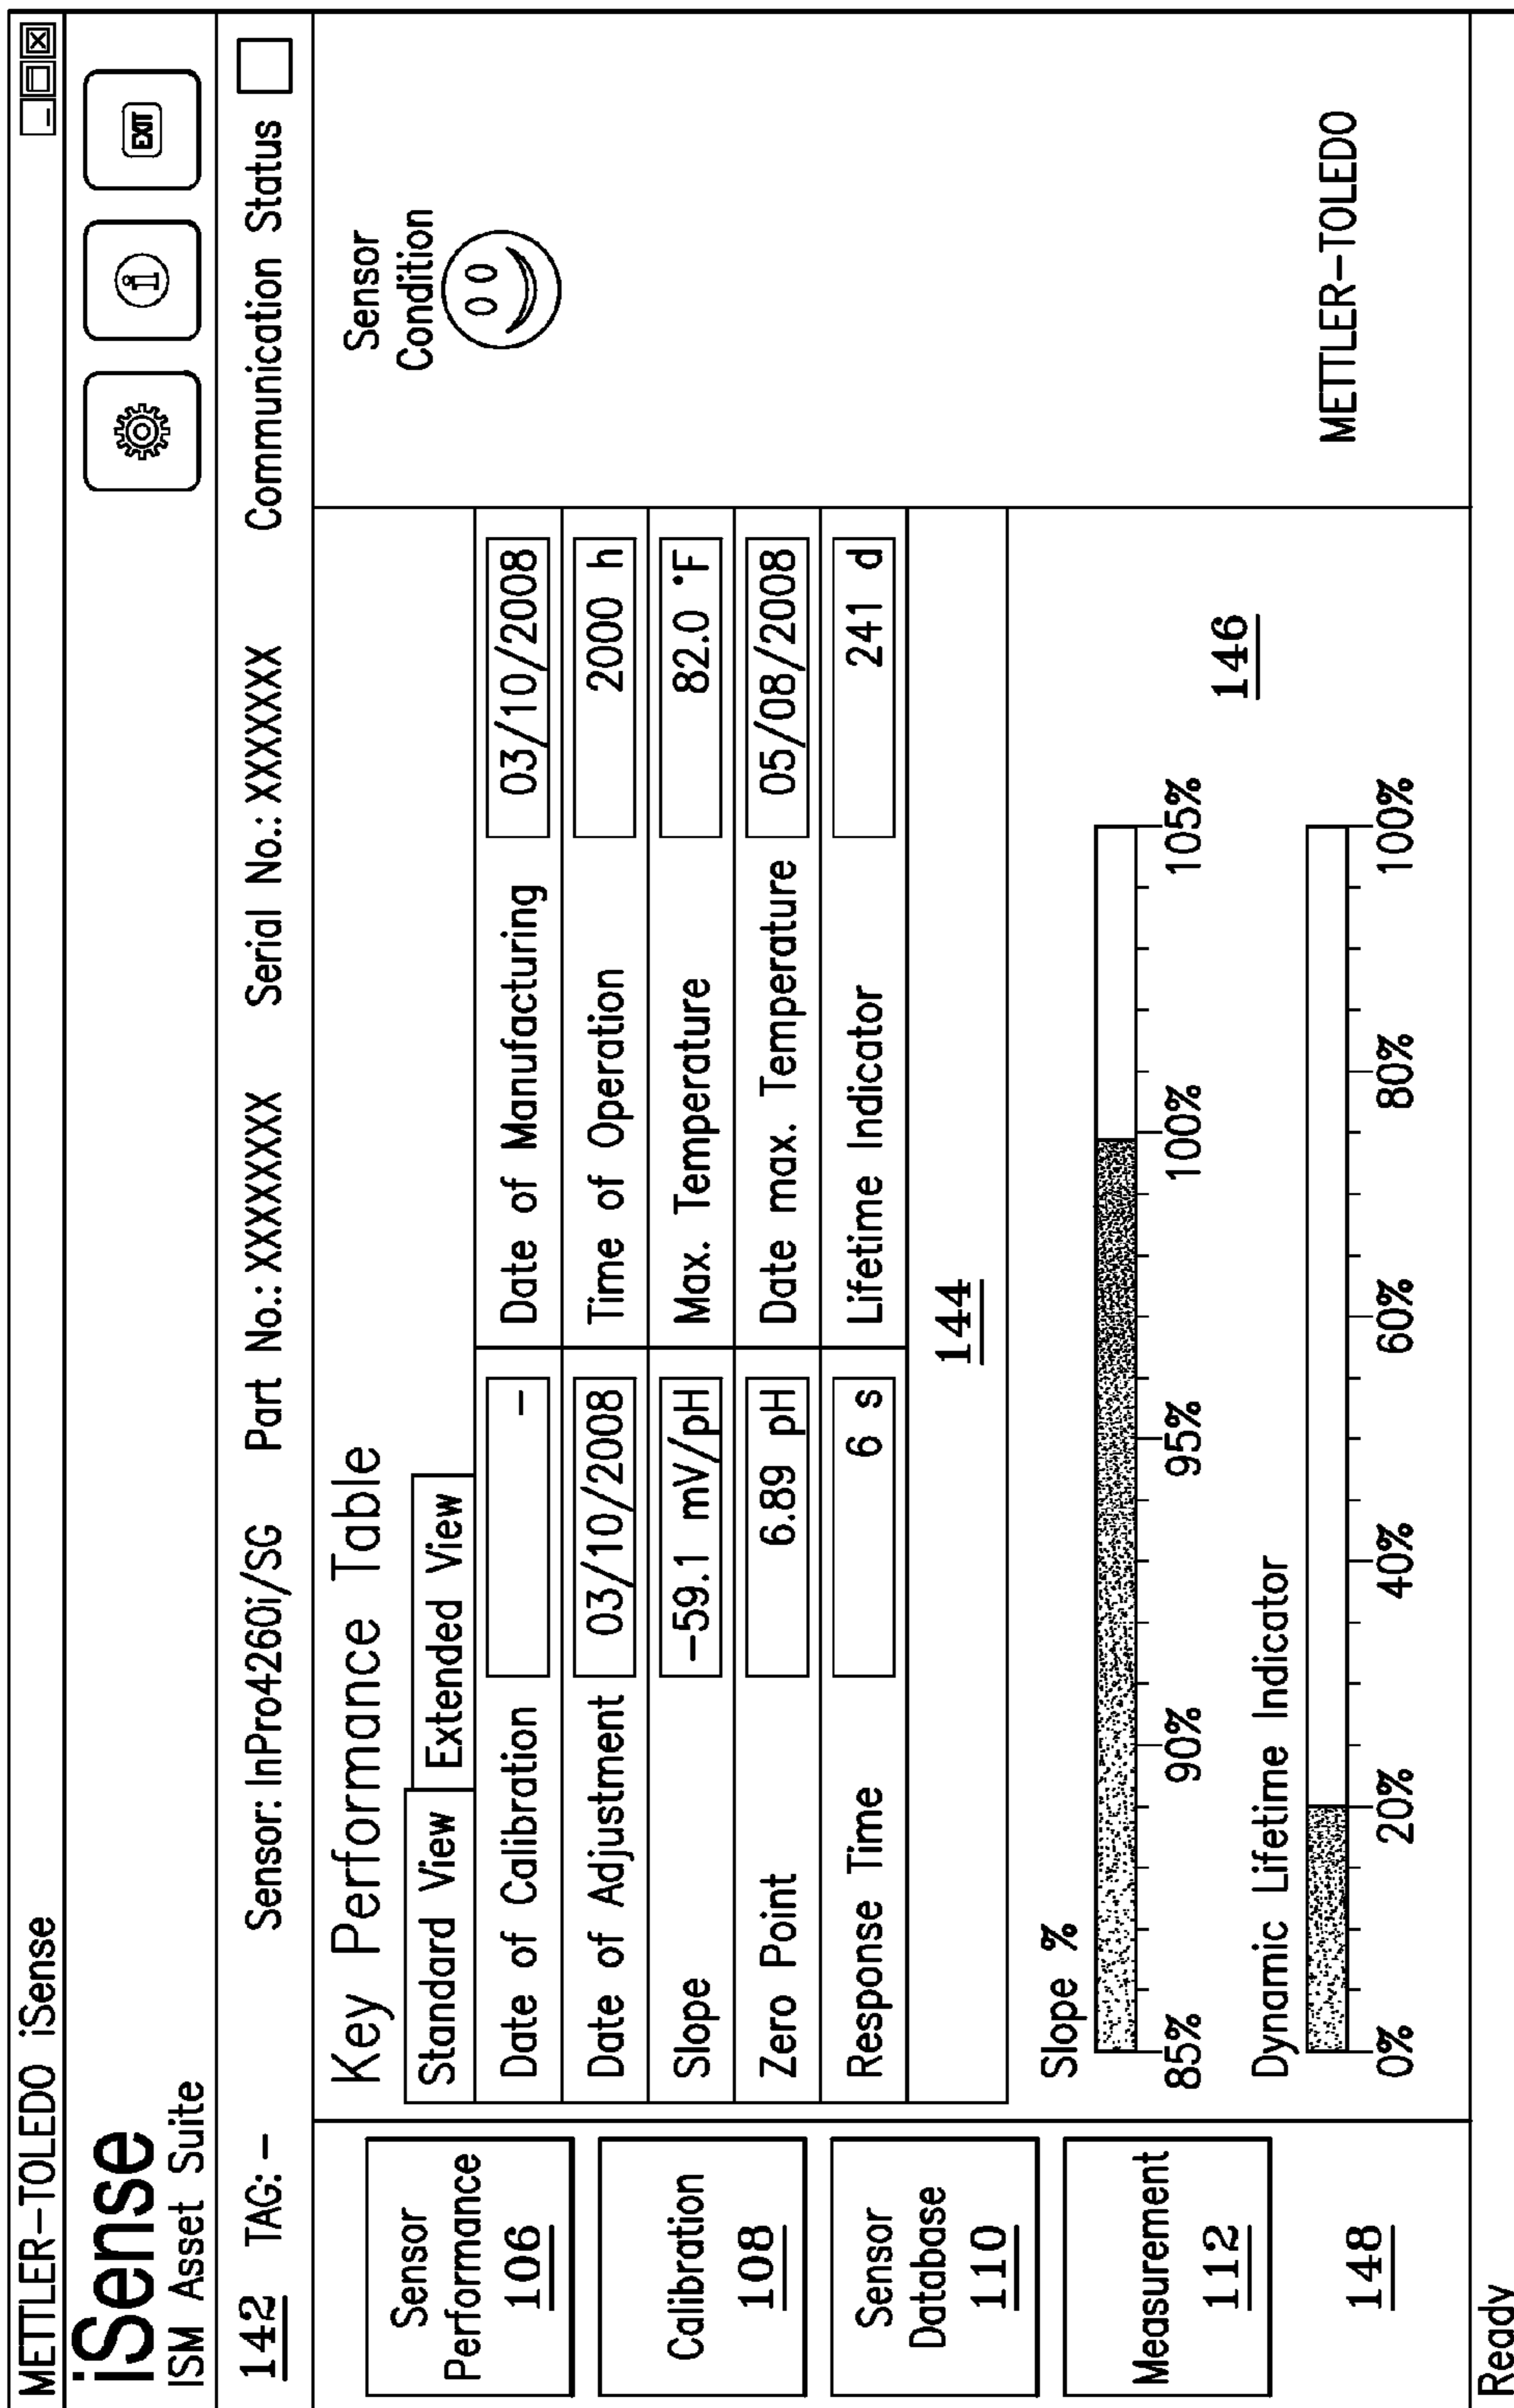 METTLER-TOLEDO iSense
iSense
ISM Asset Suite
EXIT
142 TAG: - Sensor: InPro4260i/SG Part No.: XXXXXXXX Serial No.: XXXXXXX Communication Status
Sensor
Performance
106
Calibration
108
Sensor
Database
110
Measurement
112
148
Key Performance Table
Standard View Extended View
Date of Calibration - Date of Manufacturing 03/10/2008
Date of Adjustment 03/10/2008 Time of Operation 2000 h
Slope -59.1 mV/pH Max. Temperature 82.0 °F
Zero Point 6.89 pH Date max. Temperature 05/08/2008
Response Time 6 s Lifetime Indicator 241 d
144
Slope %
85% 90% 95% 100% 105%
146
Dynamic Lifetime Indicator
0% 20% 40% 60% 80% 100%
Sensor
Condition
METTLER-TOLEDO
Ready